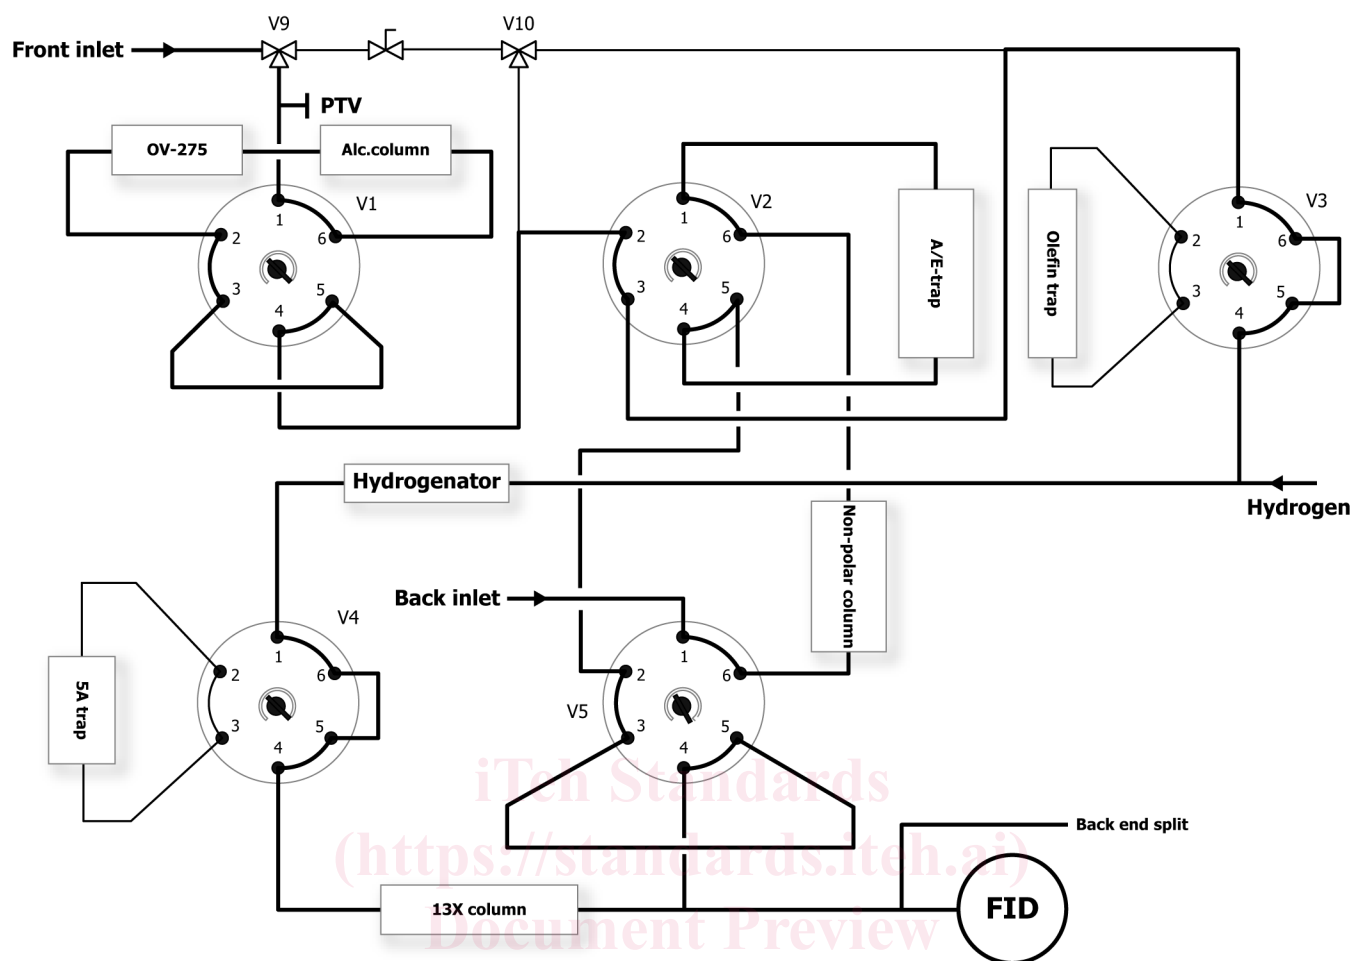 V9
V10
Front inlet
PTV
OV-275
Alc.column
V1
1
2
3
4
5
6
V2
1
2
3
4
5
6
A/E-trap
Olefin trap
V3
1
2
3
4
5
6
Hydrogenator
Hydrogen
Non-polar column
Back inlet
V4
1
2
3
4
5
6
5A trap
V5
1
2
3
4
5
6
iTeh Standards
(https://standards.iteh.ai)
Document Preview
Back end split
13X column
FID